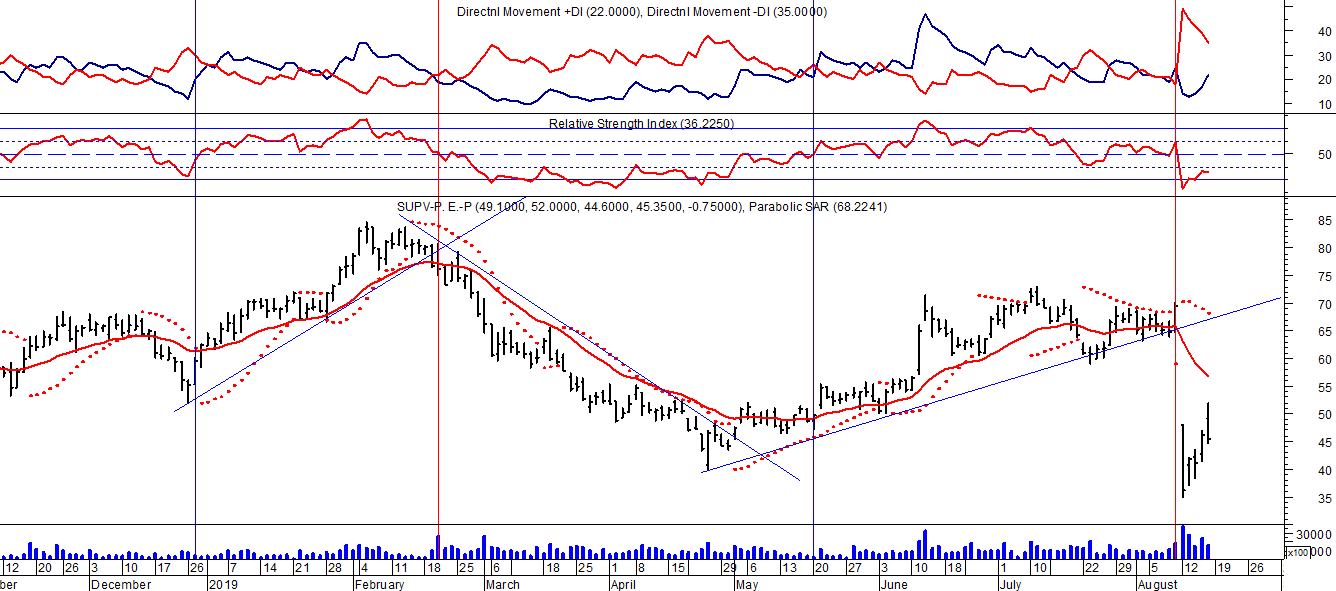 Directnl Movement +DI (22.0000), Directnl Movement -DI (35.0000)
40
30
20
10
Relative Strength Index (36.2250)
50
SUPV-P. E.-P (49.1000, 52.0000, 44.6000, 45.3500, -0.75000), Parabolic SAR (68.2241)
85
80
75
70
65
60
55
50
45
40
35
30000
x100
12 20 26 3 10 17 26 7 14 21 28 4 11 18 25 6 18 25 1 8 15 29 6 13 20 27 3 10 18 1 10 22 29 5 12 19 26
ber December 2019 February March April May June July August